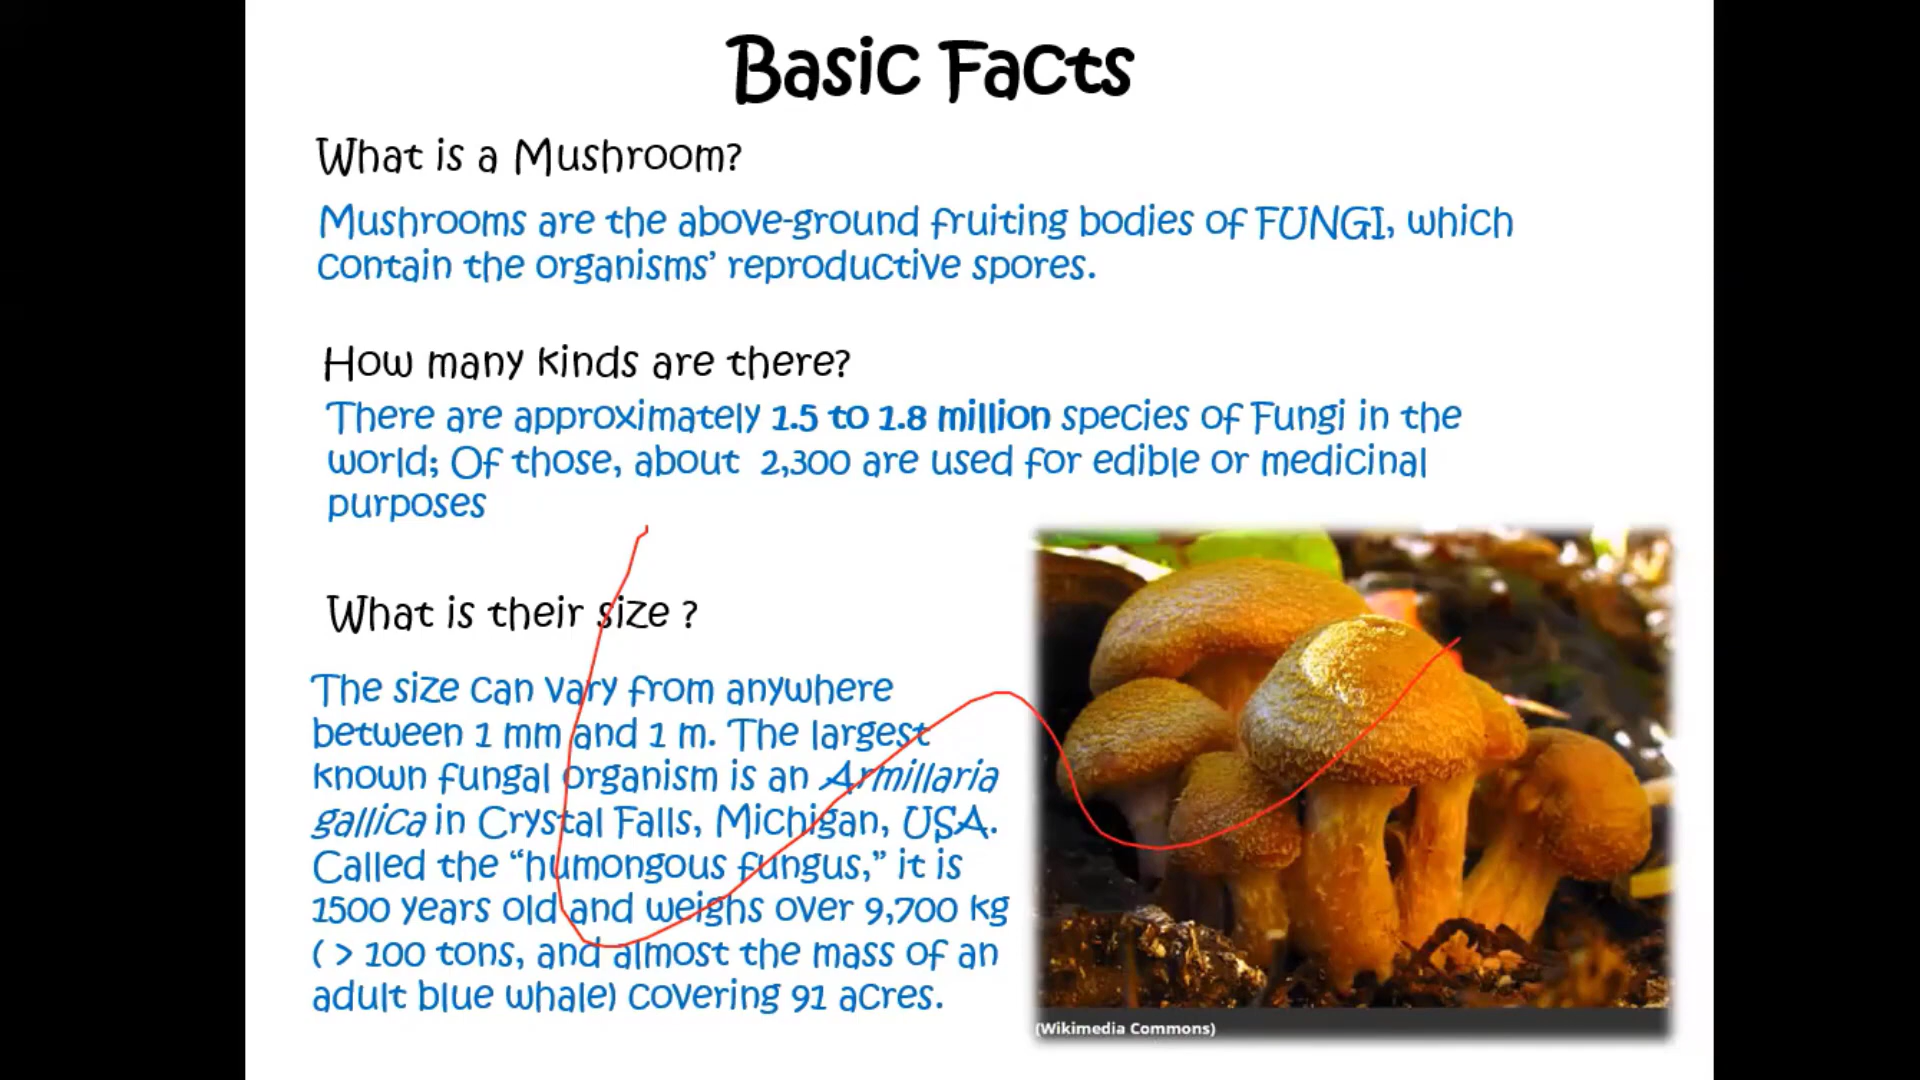 Basic Facts
What is a Mushroom?
Mushrooms are the above-ground fruiting bodies of FUNGI, which
contain the organisms’ reproductive spores.
How many kinds are there?
There are approximately 1.5 to 1.8 million species of Fungi in the
world; Of those, about 2,300 are used for edible or medicinal
purposes
What is their size ?
The size can vary from anywhere
between 1 mm and 1 m. The largest
known fungal organism is an Armillaria
gallica in Crystal Falls, Michigan, USA.
Called the “humongous fungus,” it is
1500 years old and weighs over 9,700 kg
( > 100 tons, and almost the mass of an
adult blue whale) covering 91 acres.
(Wikimedia Commons)